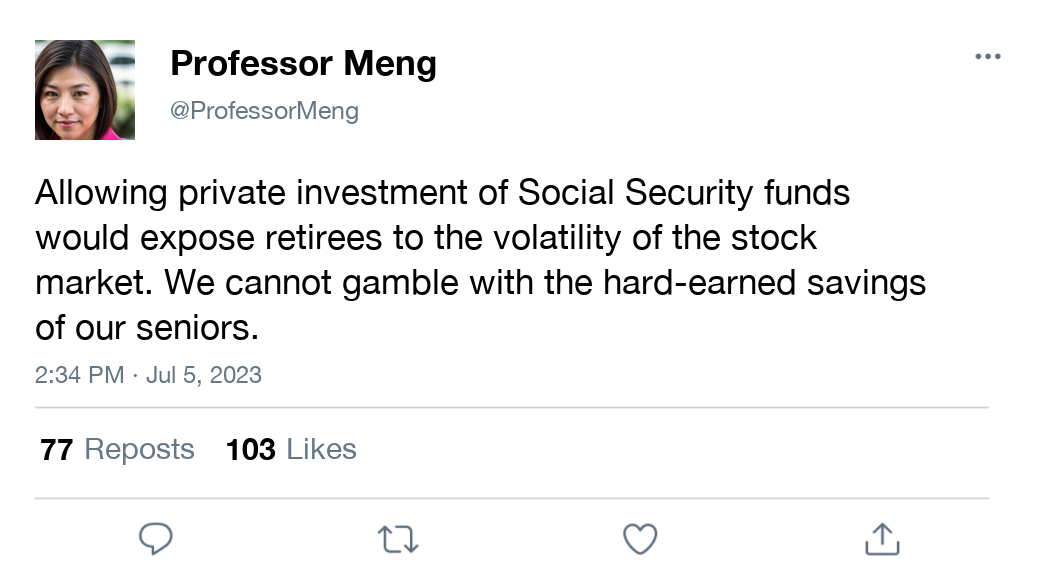 Professor Meng
@ProfessorMeng
Allowing private investment of Social Security funds
would expose retirees to the volatility of the stock
market. We cannot gamble with the hard-earned savings
of our seniors.
2:34 PM · Jul 5, 2023
77 Reposts 103 Likes